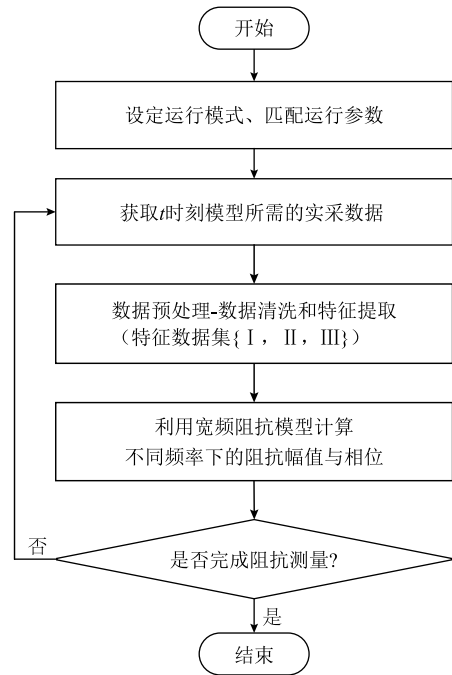 开始
设定运行模式、匹配运行参数
获取t时刻模型所需的实采数据
数据预处理-数据清洗和特征提取
（特征数据集{Ⅰ，Ⅱ，Ⅲ}）
利用宽频阻抗模型计算
不同频率下的阻抗幅值与相位
否
是否完成阻抗测量?
是
结束